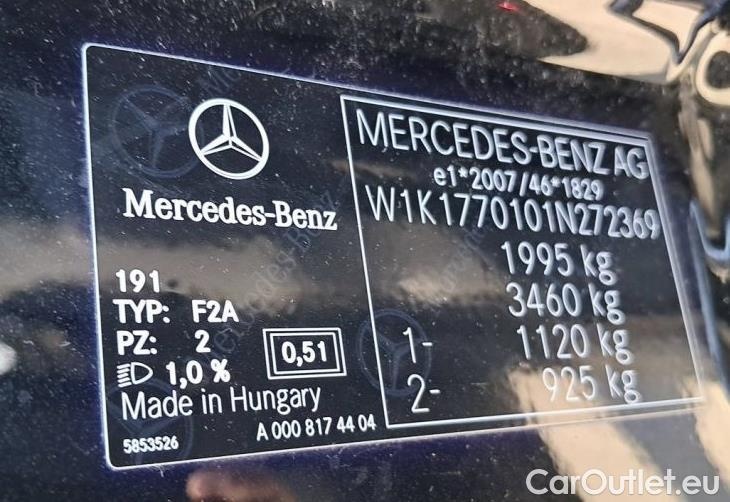 Mercedes-Benz
191
TYP: F2A
PZ: 2
1,0 %
0,51
Made in Hungary
5853526
A 000 817 44 04
MERCEDES-BENZ AG
e1*2007/46*1829
W1K1770101N272369
1995 kg
3460 kg
1- 1120 kg
2- 925 kg
CarOutlet.eu